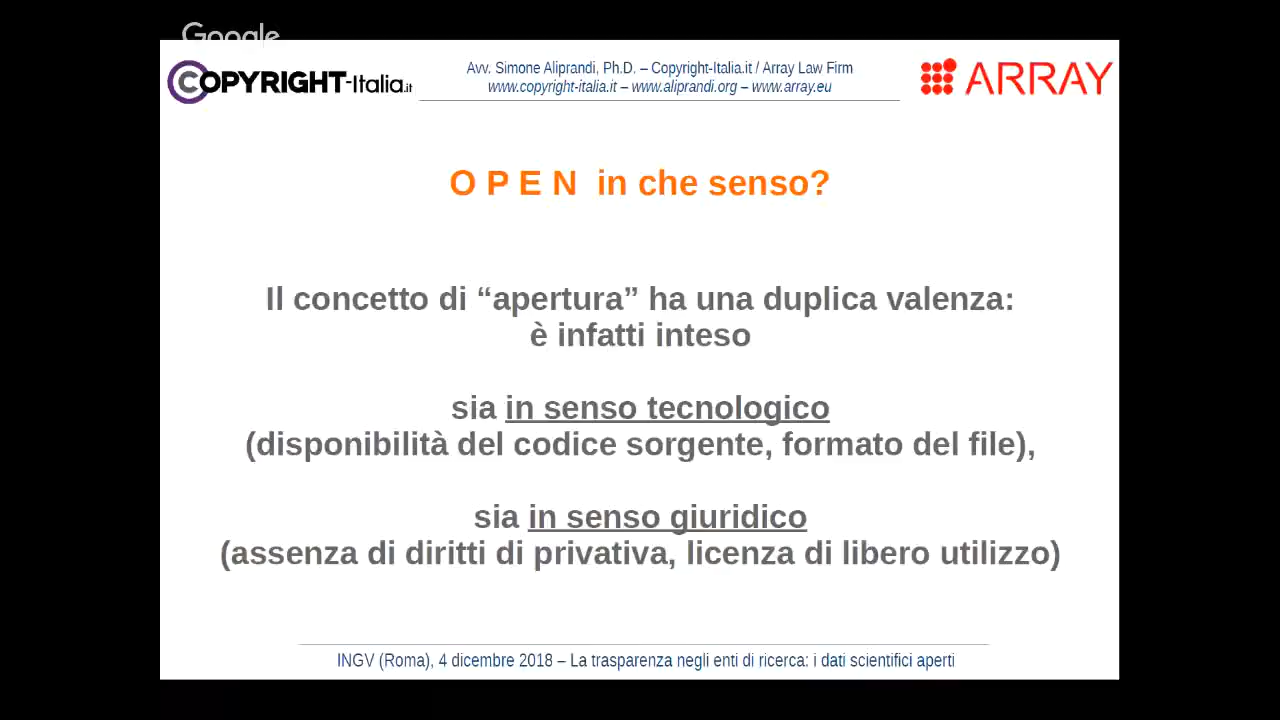 Google
COPYRIGHT-Italia.it
Avv. Simone Aliprandi, Ph.D. – Copyright-Italia.it / Array Law Firm
www.copyright-italia.it – www.aliprandi.org – www.array.eu
ARRAY
O P E N in che senso?
Il concetto di “apertura” ha una duplica valenza:
è infatti inteso
sia in senso tecnologico
(disponibilità del codice sorgente, formato del file),
sia in senso giuridico
(assenza di diritti di privativa, licenza di libero utilizzo)
INGV (Roma), 4 dicembre 2018 – La trasparenza negli enti di ricerca: i dati scientifici aperti